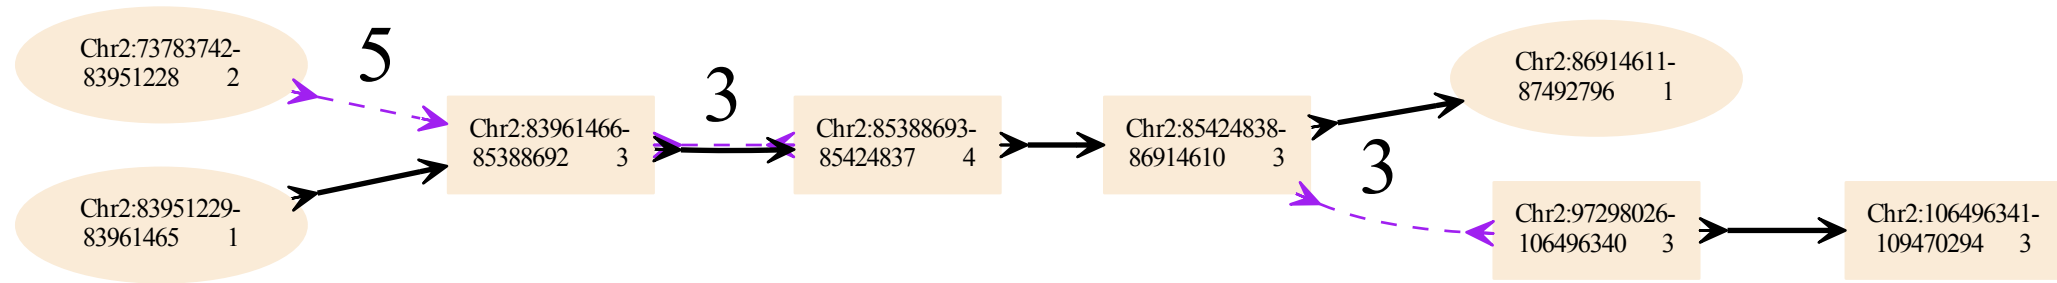 Chr2:73783742-
83951228 2
5
Chr2:83951229-
83961465 1
Chr2:83961466-
85388692 3
3
Chr2:85388693-
85424837 4
Chr2:85424838-
86914610 3
Chr2:86914611-
87492796 1
3
Chr2:97298026-
106496340 3
Chr2:106496341-
109470294 3